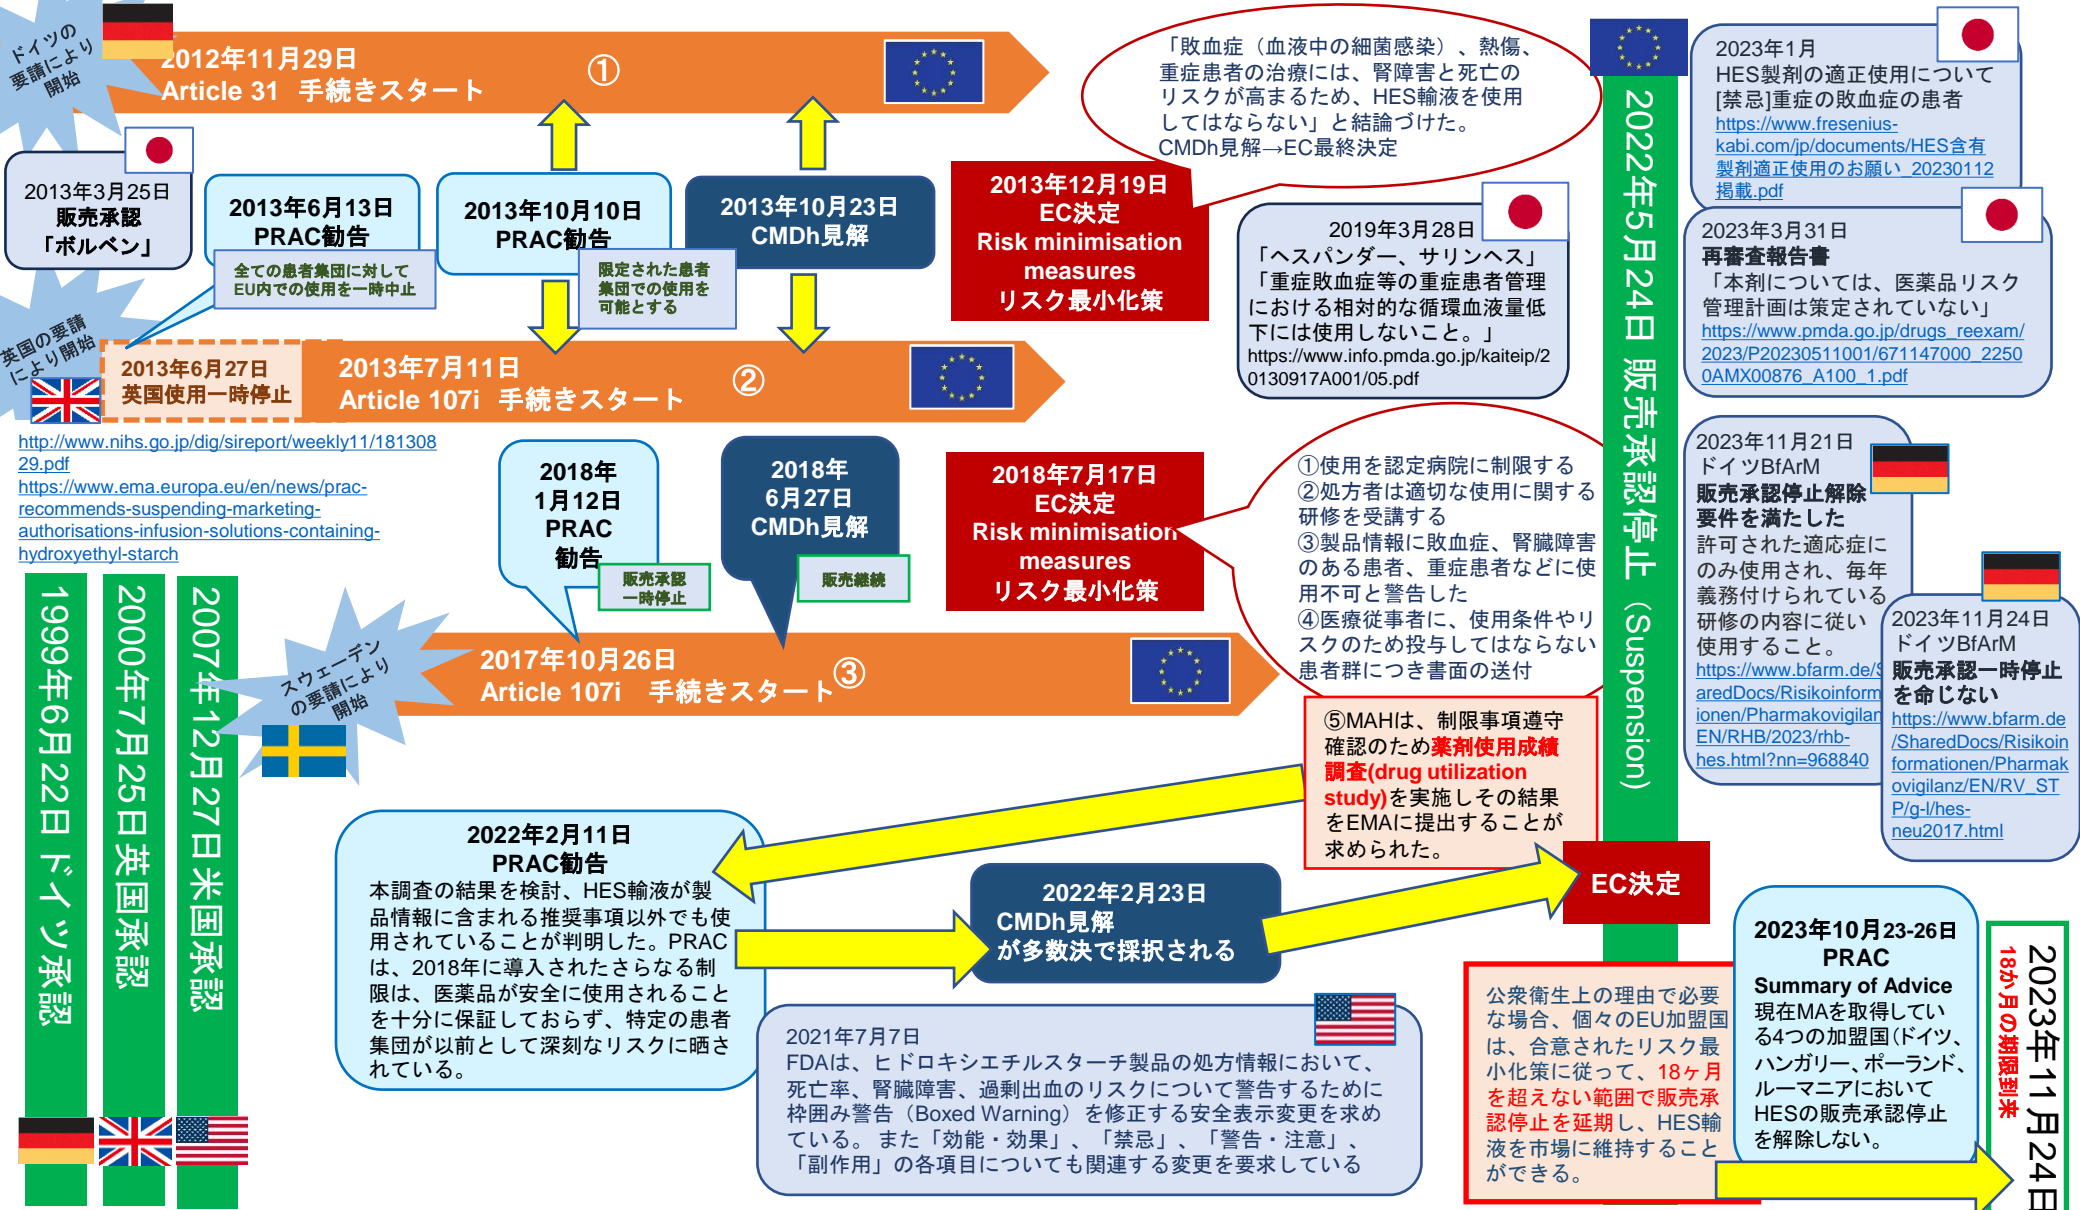 ドイツの
要請により
開始
2012年11月29日
Article 31 手続きスタート
①
2013年3月25日
販売承認
「ボルベン」
2013年6月13日
PRAC勧告
全ての患者集団に対して
EU内での使用を一時中止
2013年10月10日
PRAC勧告
限定された患者
集団での使用を
可能とする
2013年10月23日
CMDh見解
2013年12月19日
EC決定
Risk minimisation
measures
リスク最小化策
「敗血症（血液中の細菌感染）、熱傷、
重症患者の治療には、腎障害と死亡の
リスクが高まるため、HES輸液を使用
してはならない」と結論づけた。
CMDh見解→EC最終決定
2019年3月28日
「ヘスパンダー、サリンヘス」
「重症敗血症等の重症患者管理
における相対的な循環血液量低
下には使用しないこと。」
https://www.info.pmda.go.jp/kaiteip/2
0130917A001/05.pdf
英国の要請
により開始
2013年6月27日
英国使用一時停止
2013年7月11日
Article 107i 手続きスタート
②
http://www.nihs.go.jp/dig/sireport/weekly11/181308
29.pdf
https://www.ema.europa.eu/en/news/prac-
recommends-suspending-marketing-
authorisations-infusion-solutions-containing-
hydroxyethyl-starch
1999年6月22日 ドイツ承認
2000年7月25日英国承認
2007年12月27日米国承認
スウェーデン
の要請により
開始
2018年
1月12日
PRAC
勧告
販売承認
一時停止
2018年
6月27日
CMDh見解
販売継続
2018年7月17日
EC決定
Risk minimisation
measures
リスク最小化策
2017年10月26日
Article 107i 手続きスタート
③
①使用を認定病院に制限する
②処方者は適切な使用に関する
研修を受講する
③製品情報に敗血症、腎臓障害
のある患者、重症患者などに使
用不可と警告した
④医療従事者に、使用条件やリ
スクのため投与してはならない
患者群につき書面の送付
⑤MAHは、制限事項遵守
確認のため薬剤使用成績
調査(drug utilization
study)を実施しその結果
をEMAに提出することが
求められた。
2022年2月11日
PRAC勧告
本調査の結果を検討、HES輸液が製
品情報に含まれる推奨事項以外でも使
用されていることが判明した。PRAC
は、2018年に導入されたさらなる制
限は、医薬品が安全に使用されること
を十分に保証しておらず、特定の患者
集団が以前として深刻なリスクに晒さ
れている。
2022年2月23日
CMDh見解
が多数決で採択される
EC決定
2021年7月7日
FDAは、ヒドロキシエチルスターチ製品の処方情報において、
死亡率、腎臓障害、過剰出血のリスクについて警告するために
枠囲み警告（Boxed Warning）を修正する安全表示変更を求め
ている。また「効能・効果」、「禁忌」、「警告・注意」、
「副作用」の各項目についても関連する変更を要求している
2022年5月24日 販売承認停止（Suspension）
2023年1月
HES製剤の適正使用について
[禁忌]重症の敗血症の患者
https://www.fresenius-
kabi.com/jp/documents/HES含有
製剤適正使用のお願い_20230112
掲載.pdf
2023年3月31日
再審査報告書
「本剤については、医薬品リスク
管理計画は策定されていない」
https://www.pmda.go.jp/drugs_reexam/
2023/P20230511001/671147000_2250
0AMX00876_A100_1.pdf
2023年11月21日
ドイツBfArM
販売承認停止解除
要件を満たした
許可された適応症に
のみ使用され、毎年
義務付けられている
研修の内容に従い
使用すること。
https://www.bfarm.de/S
aredDocs/Risikoinform
ionen/Pharmakovigilan
EN/RHB/2023/rhb-
hes.html?nn=968840
2023年11月24日
ドイツBfArM
販売承認一時停止
を命じない
https://www.bfarm.de
/SharedDocs/Risikoin
formationen/Pharmak
ovigilanz/EN/RV_ST
P/g-l/hes-
neu2017.html
公衆衛生上の理由で必要
な場合、個々のEU加盟国
は、合意されたリスク最
小化策に従って、18ヶ月
を超えない範囲で販売承
認停止を延期し、HES輸
液を市場に維持すること
ができる。
2023年10月23-26日
PRAC
Summary of Advice
現在MAを取得してい
る4つの加盟国（ドイツ、
ハンガリー、ポーランド、
ルーマニアにおいて
HESの販売承認停止
を解除しない。
2023年11月24日
18か月の期限到来